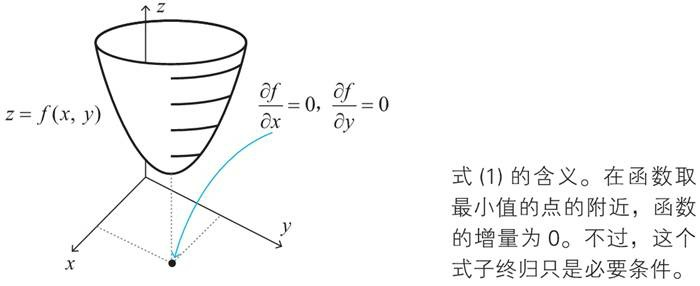 z
z = f(x, y)
∂f/∂x = 0, ∂f/∂y = 0
y
x
式 (1) 的含义。在函数取
最小值的点的附近，函数
的增量为 0。不过，这个
式子终归只是必要条件。